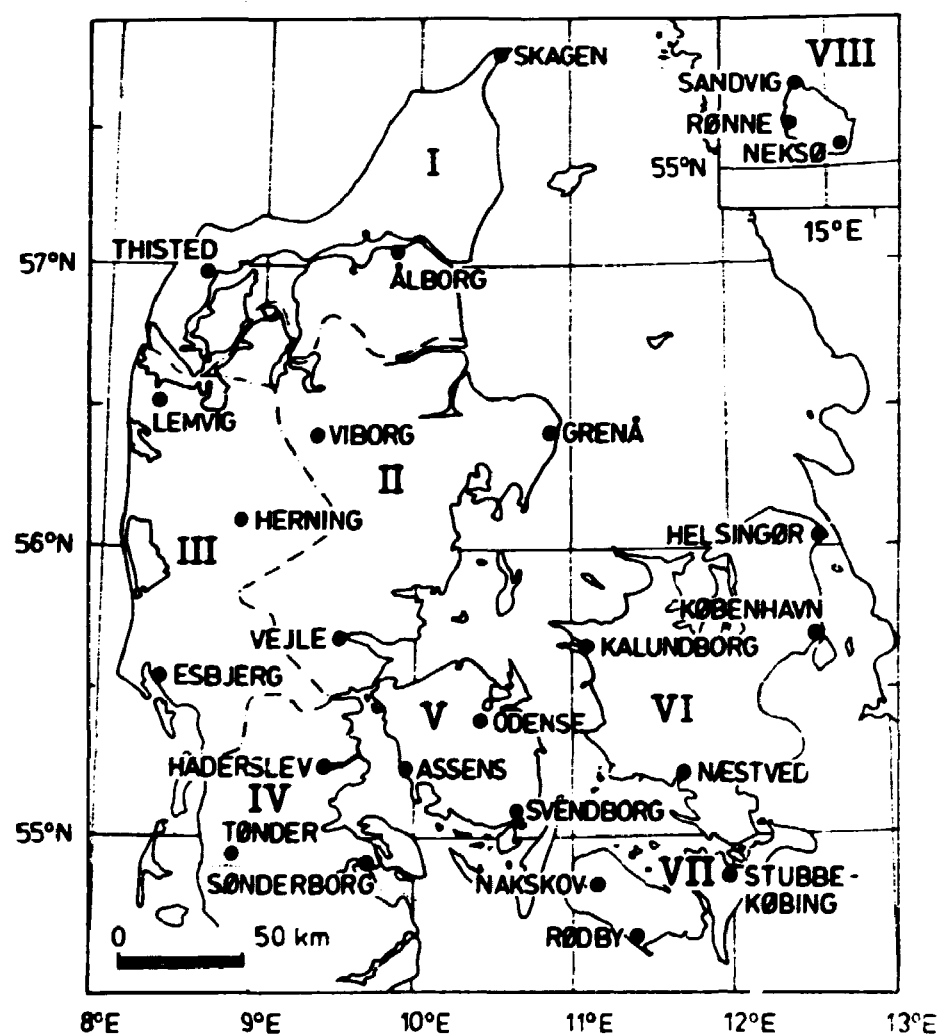 SKAGEN
VIII
SANDVIG
RØNNE
NEKSØ
55°N
15°E
I
THISTED
57°N
ÅLBORG
LEMVIG
VIBORG
GRENÅ
II
HERNING
HELSINGØR
56°N
III
KØBENHAVN
VEJLE
KALUNDBORG
ESBJERG
V
ODENSE
VI
HADERSLEV
ASSENS
NÆSTVED
IV
SVENDBORG
55°N
TØNDER
VII
SØNDERBORG
NAKSKOV
STUBBE-
KØBING
RØDBY
0 50 km
8°E 9°E 10°E 11°E 12°E 13°E